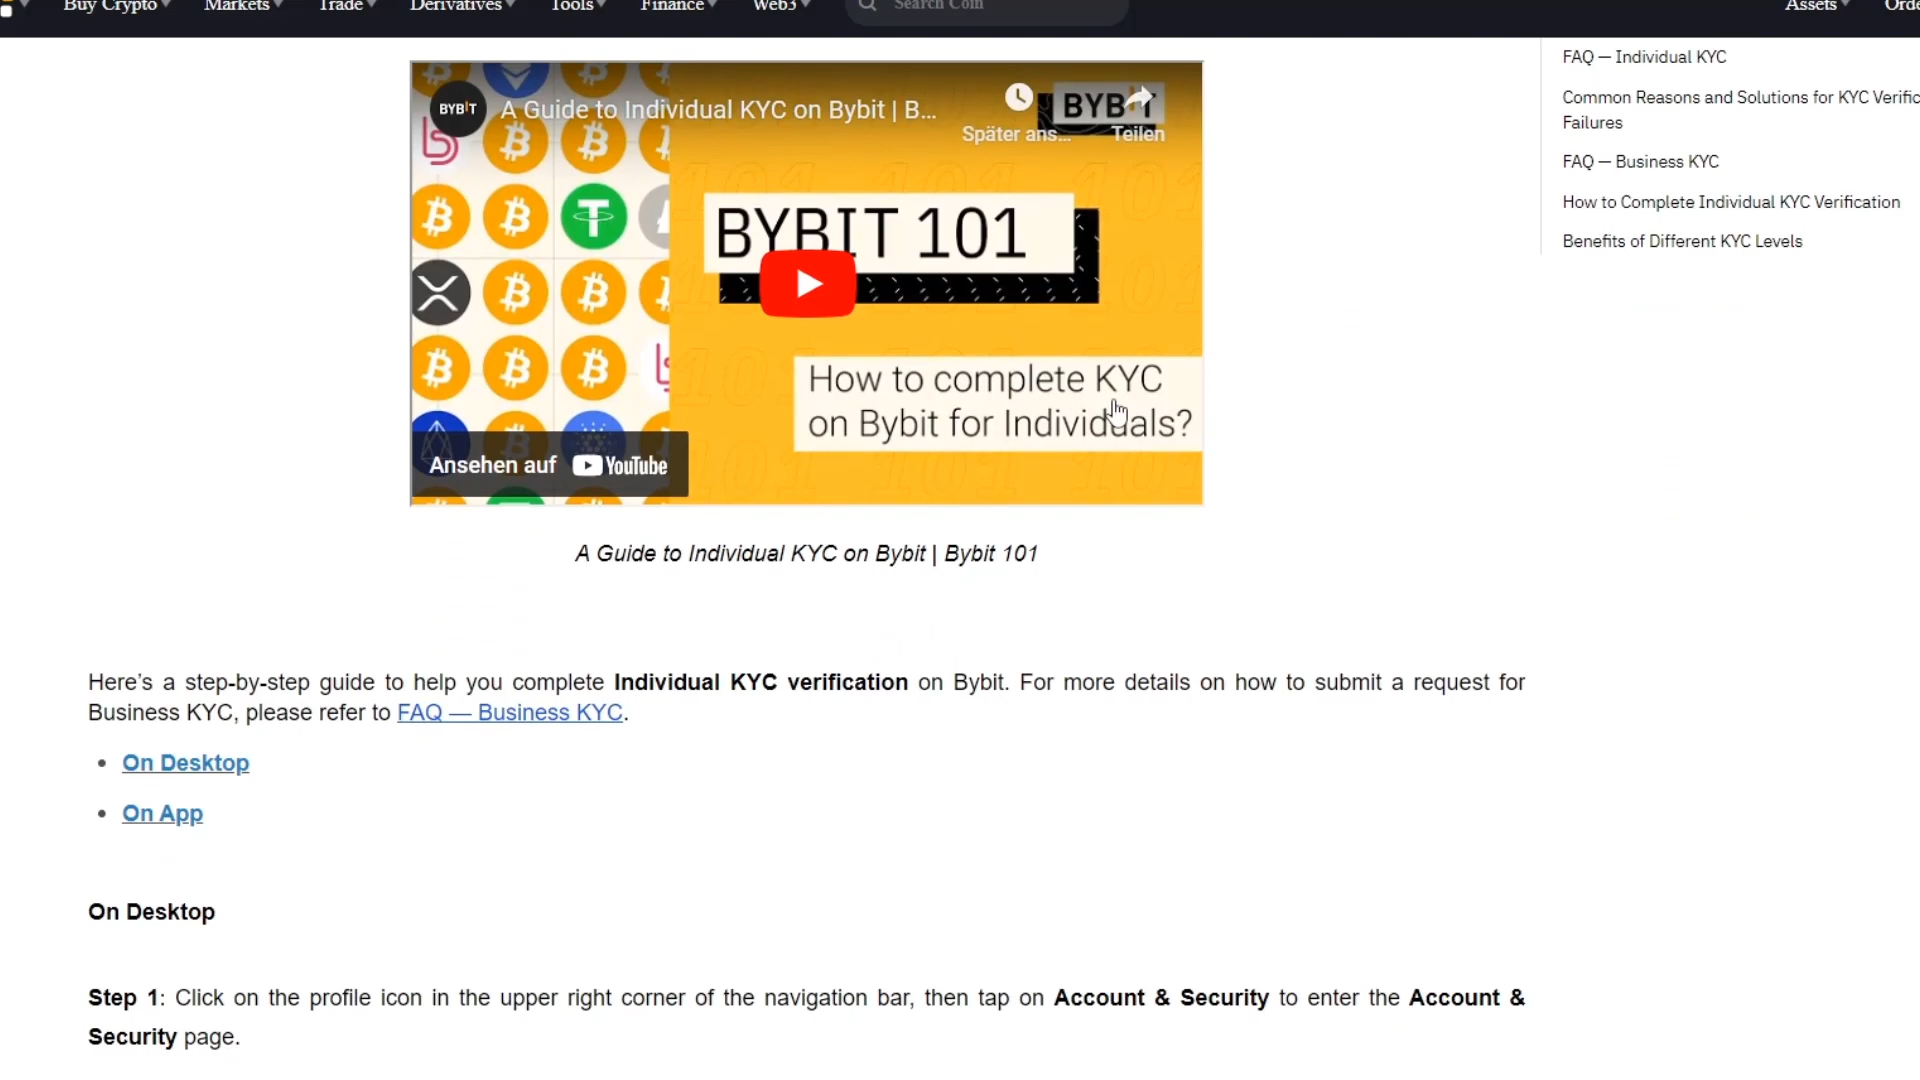 Buy Crypto Markets Trade Derivatives Tools Finance Web3 Search Coin Assets
FAQ — Individual KYC
Common Reasons and Solutions for KYC
Failures
FAQ — Business KYC
How to Complete Individual KYC Verification
Benefits of Different KYC Levels
BYBIT A Guide to Individual KYC on Bybit | B...
Später ans... Teilen
BYBIT
BYBIT 101
How to complete KYC
on Bybit for Individuals?
Ansehen auf YouTube
A Guide to Individual KYC on Bybit | Bybit 101
Here’s a step-by-step guide to help you complete Individual KYC verification on Bybit. For more details on how to submit a request for
Business KYC, please refer to FAQ — Business KYC.
• On Desktop
• On App
On Desktop
Step 1: Click on the profile icon in the upper right corner of the navigation bar, then tap on Account & Security to enter the Account &
Security page.